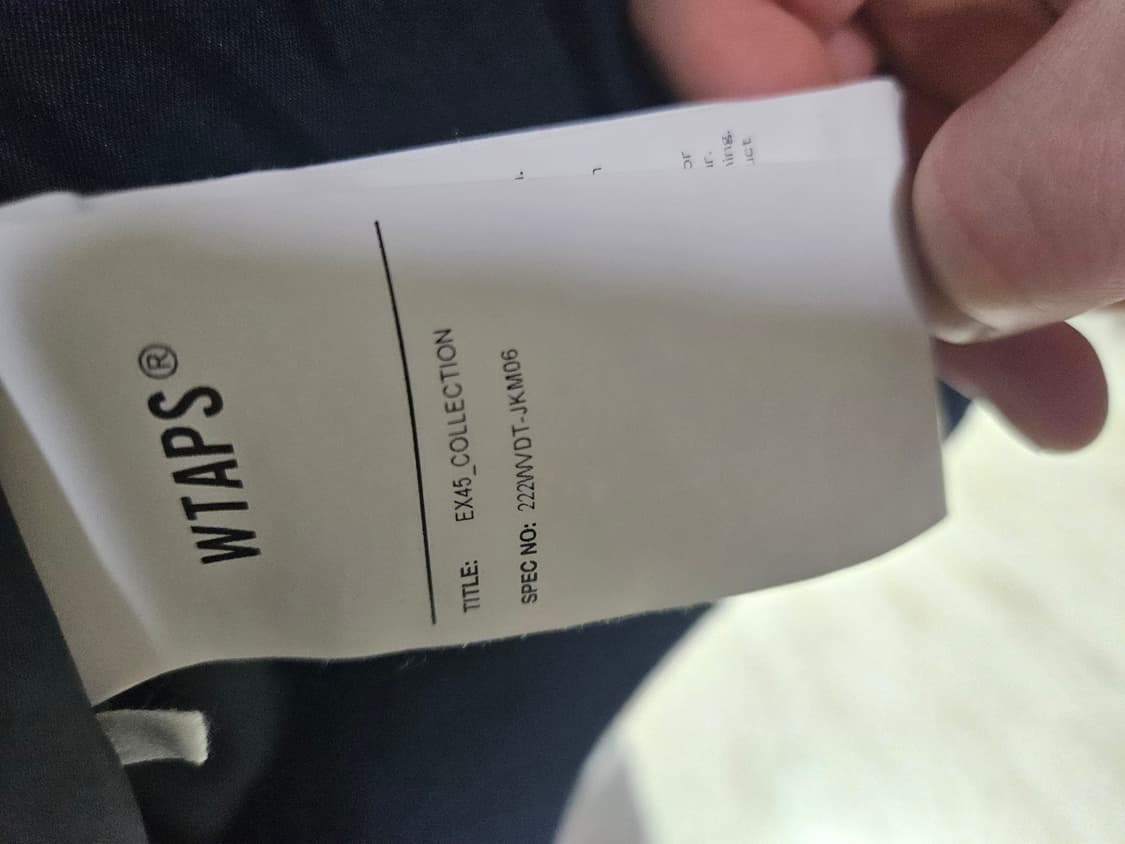 WTAPS®
TITLE: EX45_COLLECTION
SPEC NO: 222WVDT-JKM06